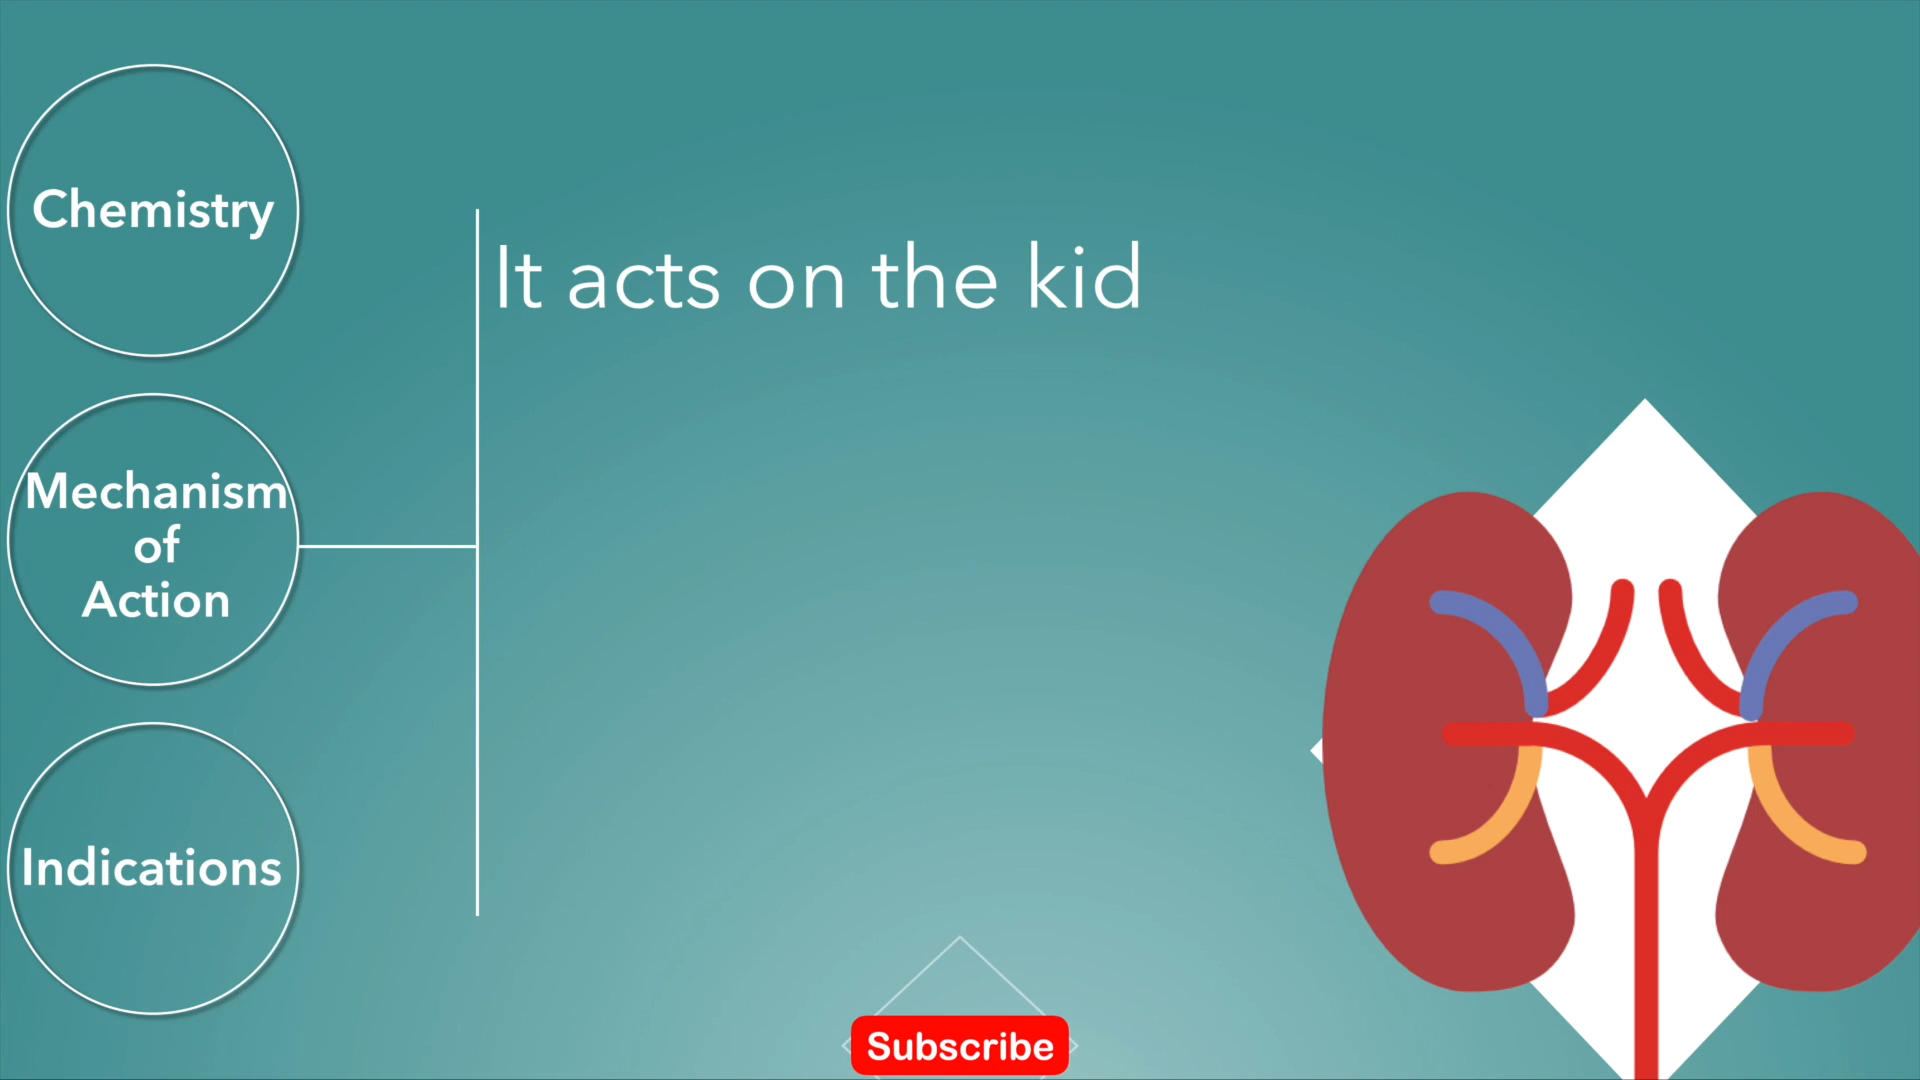 Chemistry
It acts on the kid
Mechanism
of
Action
Indications
Subscribe